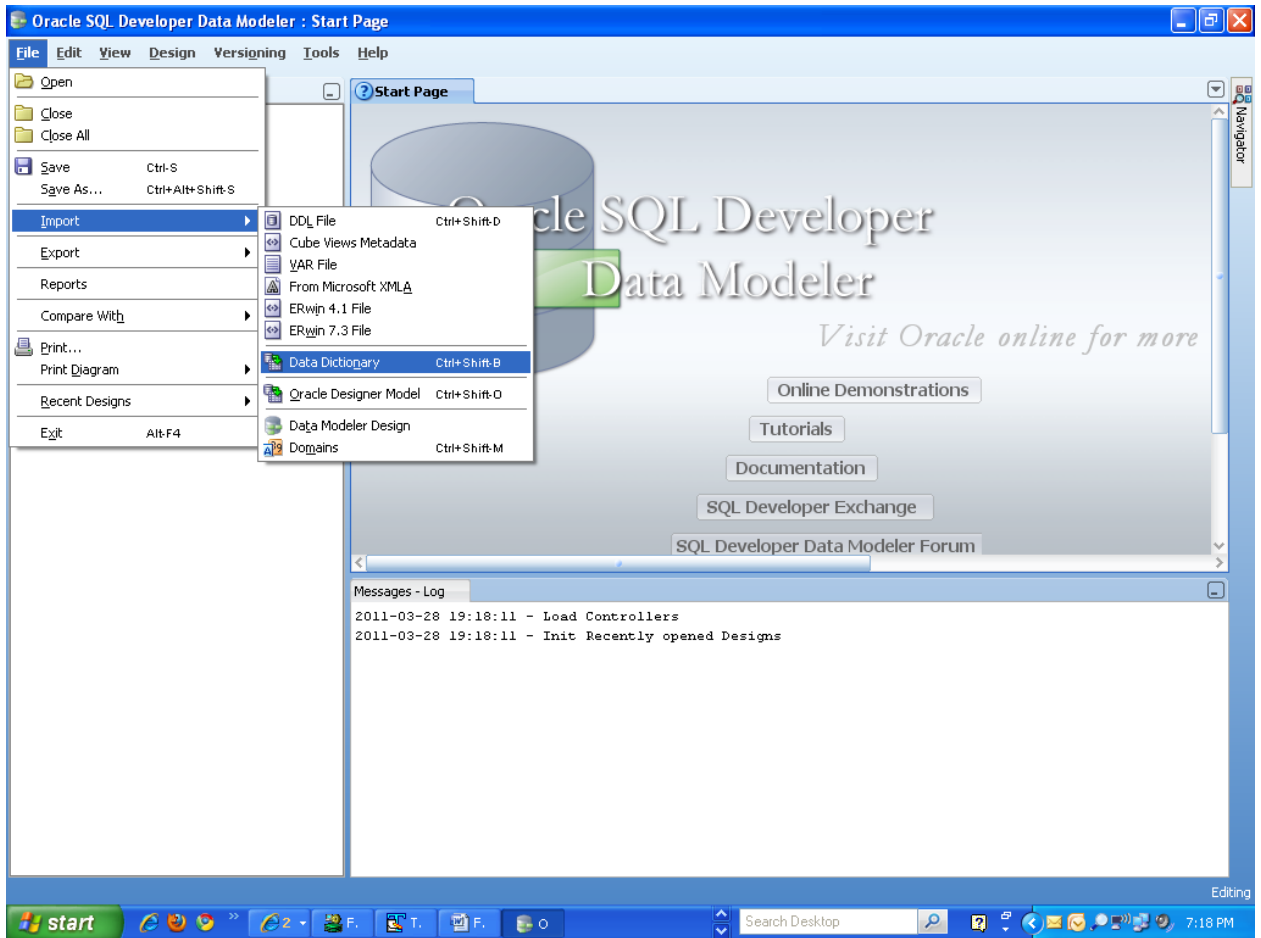 Oracle SQL Developer Data Modeler : Start Page
File Edit View Design Versioning Tools Help
Open
Close
Close All
Save Ctrl-S
Save As... Ctrl+Alt+Shift-S
Import
Export
Reports
Compare With
Print...
Print Diagram
Recent Designs
Exit Alt-F4
DDL File Ctrl+Shift-D
Cube Views Metadata
VAR File
From Microsoft XMLA
ERwin 4.1 File
ERwin 7.3 File
Data Dictionary Ctrl+Shift-B
Oracle Designer Model Ctrl+Shift-O
Data Modeler Design
Domains Ctrl+Shift-M
Start Page
Navigator
Oracle SQL Developer
Data Modeler
Visit Oracle online for more
Online Demonstrations
Tutorials
Documentation
SQL Developer Exchange
SQL Developer Data Modeler Forum
Messages - Log
2011-03-28 19:18:11 - Load Controllers
2011-03-28 19:18:11 - Init Recently opened Designs
Editing
start 2 F. T. F. O Search Desktop 7:18 PM